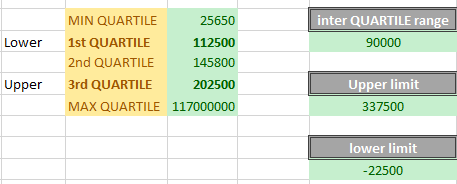 MIN QUARTILE 25650 inter QUARTILE range
Lower 1st QUARTILE 112500 90000
2nd QUARTILE 145800
Upper 3rd QUARTILE 202500 Upper limit
MAX QUARTILE 117000000 337500
lower limit
-22500